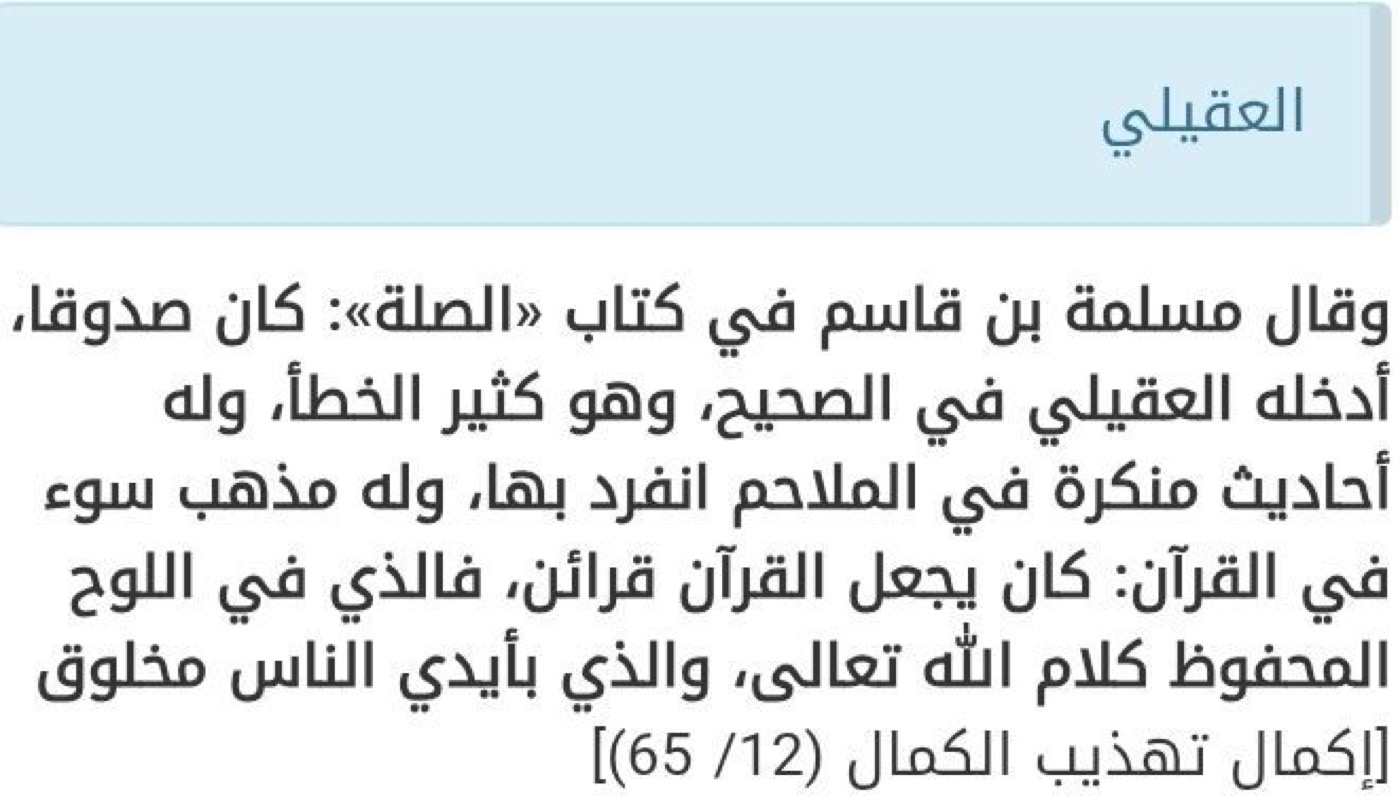 العقيلي
وقال مسلمة بن قاسم في كتاب «الصلة»: كان صدوقا،
أدخله العقيلي في الصحيح، وهو كثير الخطأ، وله
أحاديث منكرة في الملاحم انفرد بها، وله مذهب سوء
في القرآن: كان يجعل القرآن قرائن، فالذي في اللوح
المحفوظ كلام الله تعالى، والذي بأيدي الناس مخلوق
[إكمال تهذيب الكمال (12/ 65)]